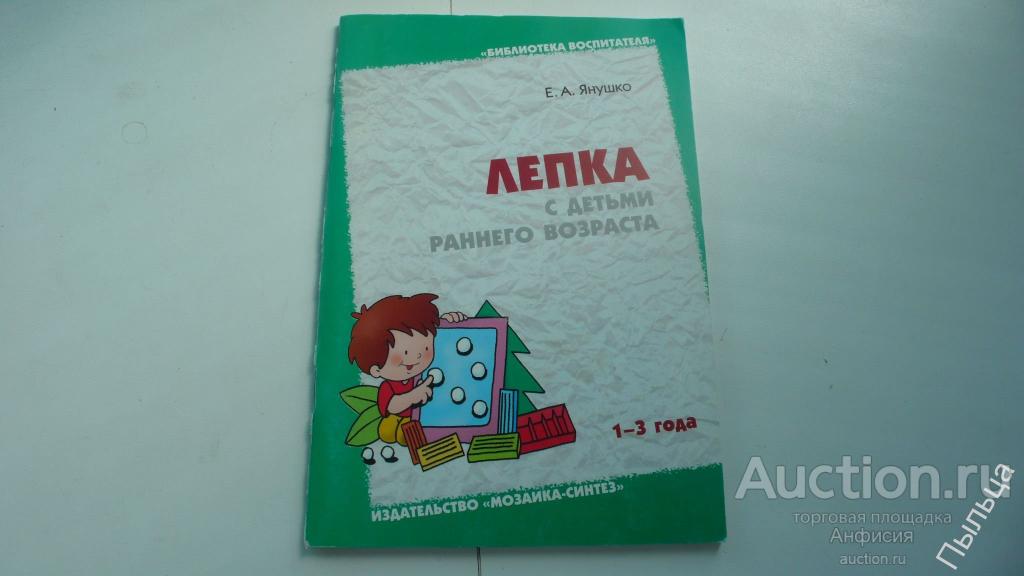 «БИБЛИОТЕКА ВОСПИТАТЕЛЯ»
Е. А. Янушко
ЛЕПКА
С ДЕТЬМИ
РАННЕГО ВОЗРАСТА
1–3 года
ИЗДАТЕЛЬСТВО «МОЗАИКА-СИНТЕЗ»
Auction.ru
торговая площадка
Анфисия
auction.ru
Пыльца